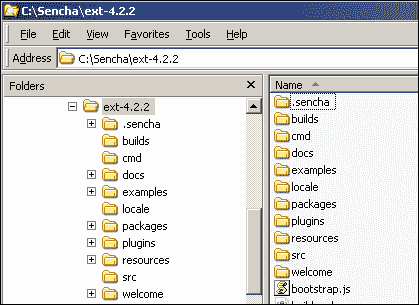 C:\Sencha\ext-4.2.2
File Edit View Favorites Tools Help
Address C:\Sencha\ext-4.2.2
Folders
ext-4.2.2
.sencha
builds
cmd
docs
examples
locale
packages
plugins
resources
src
welcome
Name
.sencha
builds
cmd
docs
examples
locale
packages
plugins
resources
src
welcome
bootstrap.js